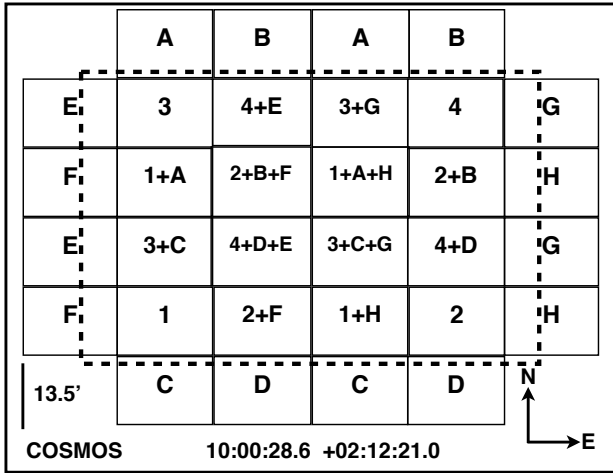 A B A B
E 3 4+E 3+G 4 G
F 1+A 2+B+F 1+A+H 2+B H
E 3+C 4+D+E 3+C+G 4+D G
F 1 2+F 1+H 2 H
13.5' C D C D N
E
COSMOS 10:00:28.6 +02:12:21.0